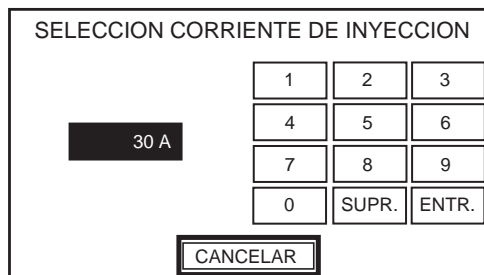 SELECCION CORRIENTE DE INYECCION
1 2 3
4 5 6
30 A
7 8 9
0 SUPR. ENTR.
CANCELAR